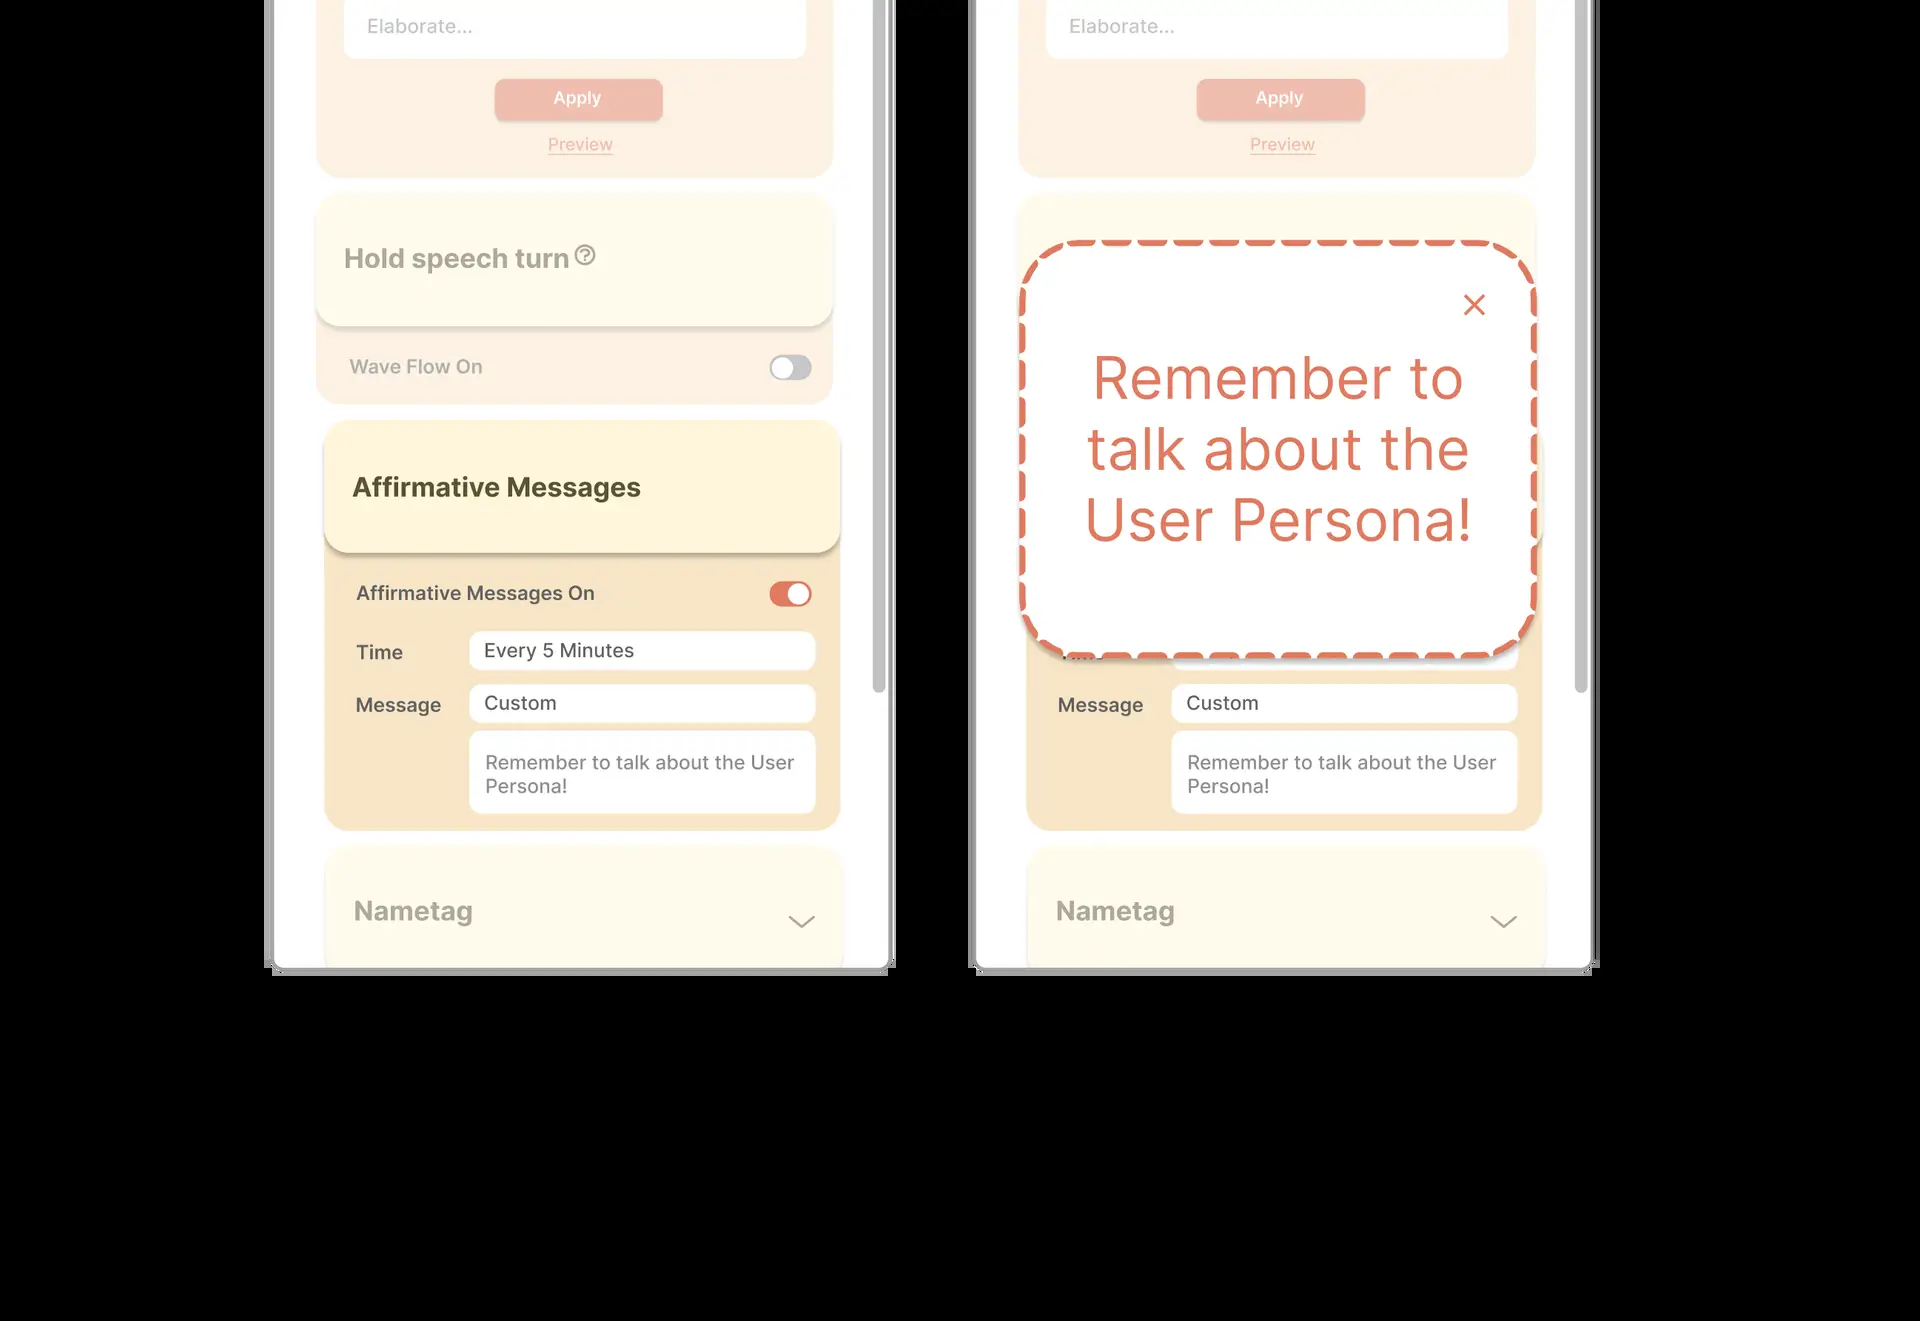 Elaborate...
Apply
Preview
Hold speech turn
Wave Flow On
Affirmative Messages
Affirmative Messages On
Time
Every 5 Minutes
Message
Custom
Remember to talk about the User
Persona!
Nametag
Elaborate...
Apply
Preview
Remember to
talk about the
User Persona!
Message
Custom
Remember to talk about the User
Persona!
Nametag